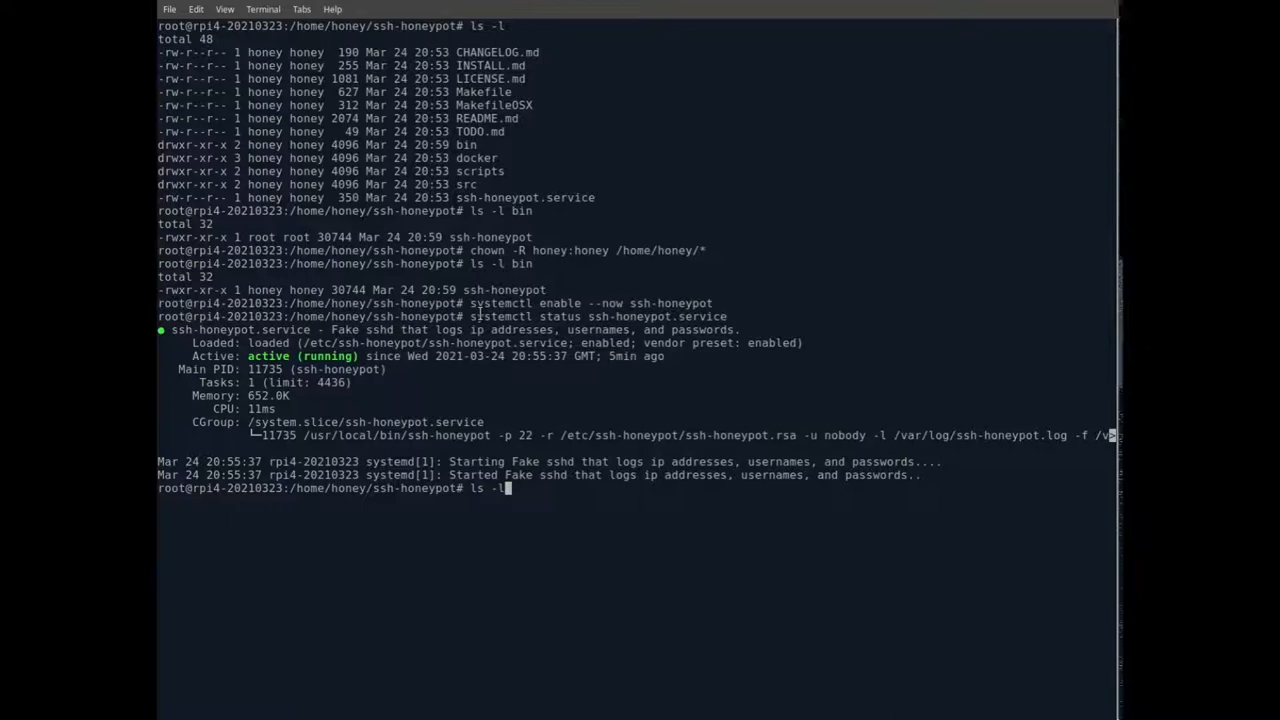 File Edit View Terminal Tabs Help
root@rpi4-20210323:/home/honey/ssh-honeypot# ls -l
total 48
-rw-r--r-- 1 honey honey  190 Mar 24 20:53 CHANGELOG.md
-rw-r--r-- 1 honey honey  255 Mar 24 20:53 INSTALL.md
-rw-r--r-- 1 honey honey 1081 Mar 24 20:53 LICENSE.md
-rw-r--r-- 1 honey honey  627 Mar 24 20:53 Makefile
-rw-r--r-- 1 honey honey  312 Mar 24 20:53 MakefileOSX
-rw-r--r-- 1 honey honey 2074 Mar 24 20:53 README.md
-rw-r--r-- 1 honey honey   49 Mar 24 20:53 TODO.md
drwxr-xr-x 2 honey honey 4096 Mar 24 20:59 bin
drwxr-xr-x 3 honey honey 4096 Mar 24 20:53 docker
drwxr-xr-x 2 honey honey 4096 Mar 24 20:53 scripts
drwxr-xr-x 2 honey honey 4096 Mar 24 20:53 src
-rw-r--r-- 1 honey honey  350 Mar 24 20:53 ssh-honeypot.service
root@rpi4-20210323:/home/honey/ssh-honeypot# ls -l bin
total 32
-rwxr-xr-x 1 root root 30744 Mar 24 20:59 ssh-honeypot
root@rpi4-20210323:/home/honey/ssh-honeypot# chown -R honey:honey /home/honey/*
root@rpi4-20210323:/home/honey/ssh-honeypot# ls -l bin
total 32
-rwxr-xr-x 1 honey honey 30744 Mar 24 20:59 ssh-honeypot
root@rpi4-20210323:/home/honey/ssh-honeypot# systemctl enable --now ssh-honeypot
root@rpi4-20210323:/home/honey/ssh-honeypot# systemctl status ssh-honeypot.service
● ssh-honeypot.service - Fake sshd that logs ip addresses, usernames, and passwords.
Loaded: loaded (/etc/ssh-honeypot/ssh-honeypot.service; enabled; vendor preset: enabled)
Active: active (running) since Wed 2021-03-24 20:55:37 GMT; 5min ago
Main PID: 11735 (ssh-honeypot)
Tasks: 1 (limit: 4436)
Memory: 652.0K
CPU: 11ms
CGroup: /system.slice/ssh-honeypot.service
└─11735 /usr/local/bin/ssh-honeypot -p 22 -r /etc/ssh-honeypot/ssh-honeypot.rsa -u nobody -l /var/log/ssh-honeypot.log -f /v>
Mar 24 20:55:37 rpi4-20210323 systemd[1]: Starting Fake sshd that logs ip addresses, usernames, and passwords....
Mar 24 20:55:37 rpi4-20210323 systemd[1]: Started Fake sshd that logs ip addresses, usernames, and passwords..
root@rpi4-20210323:/home/honey/ssh-honeypot# ls -l